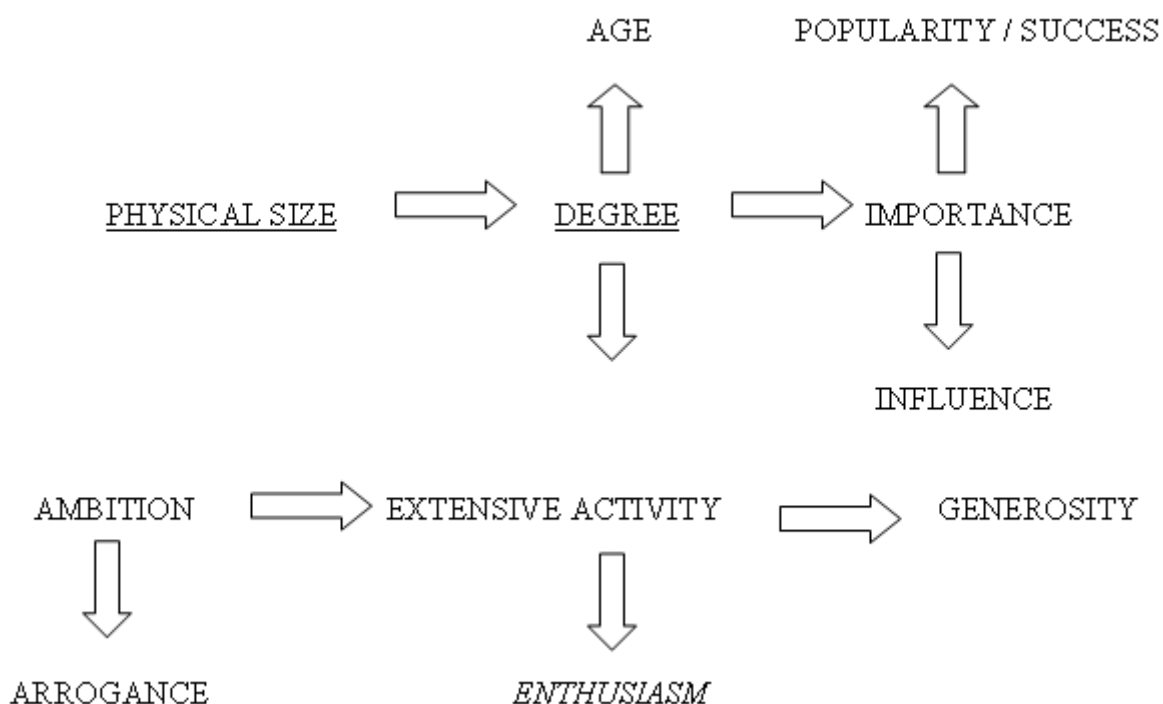 AGE POPULARITY / SUCCESS
PHYSICAL SIZE DEGREE IMPORTANCE
INFLUENCE
AMBITION EXTENSIVE ACTIVITY GENEROSITY
ARROGANCE ENTHUSIASM